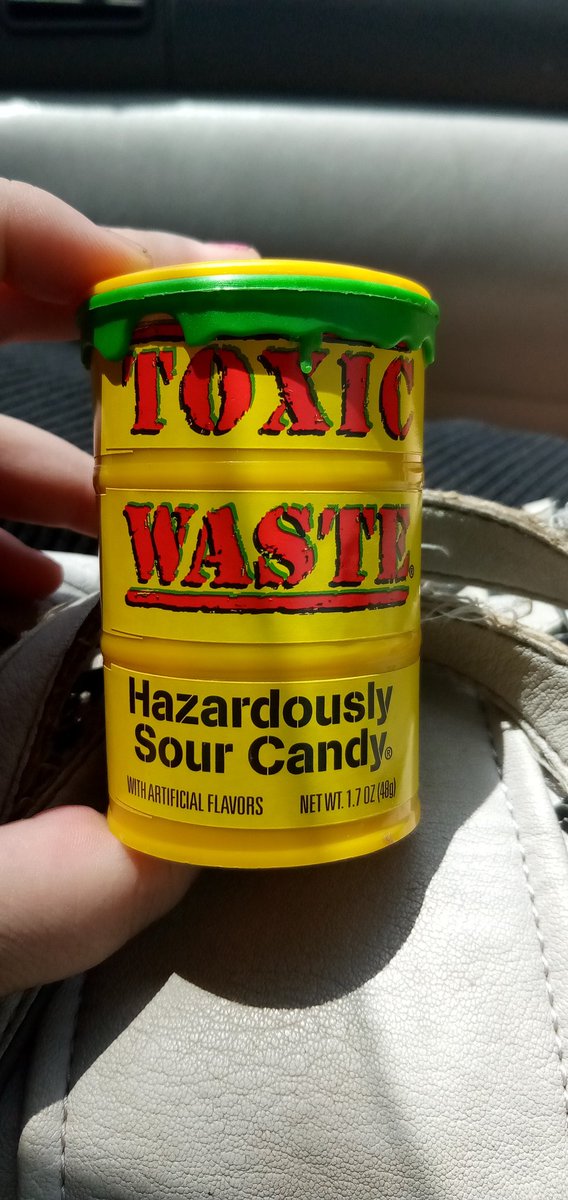 TOXIC
WASTE®
Hazardously
Sour Candy®
WITH ARTIFICIAL FLAVORS NET WT. 1.7 OZ (48g)